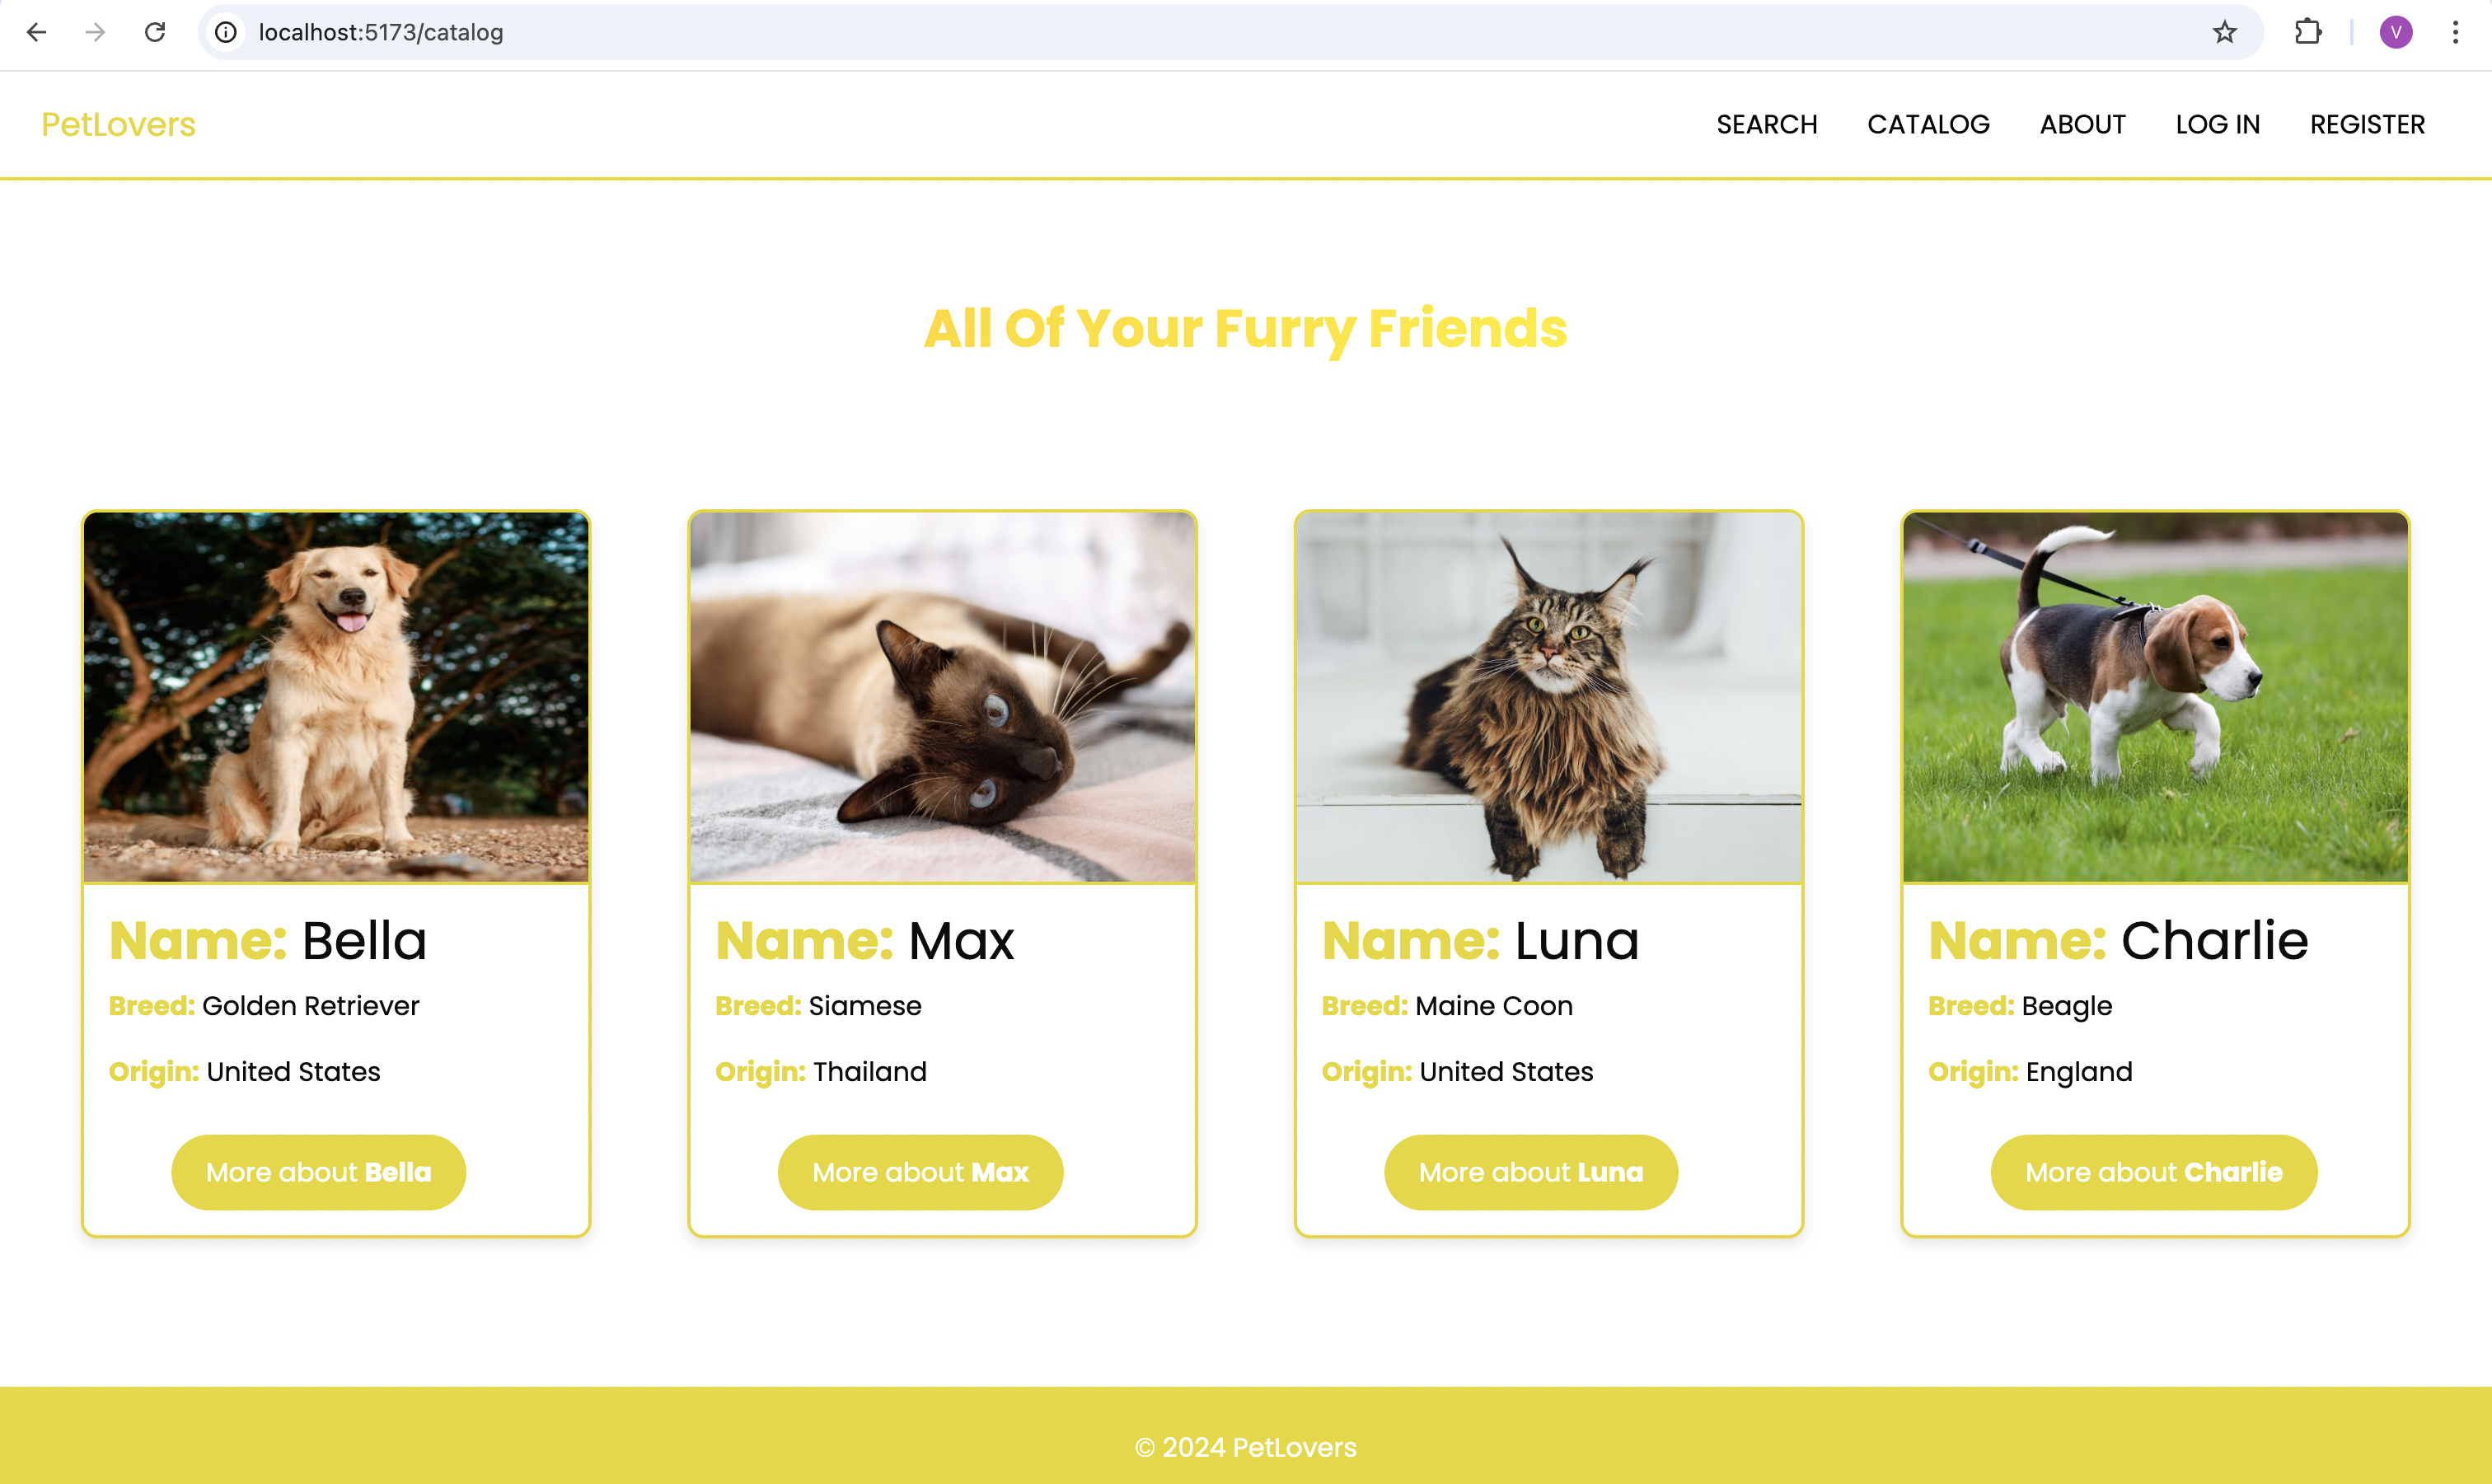 localhost:5173/catalog
V
PetLovers
SEARCH CATALOG ABOUT LOG IN REGISTER
All Of Your Furry Friends
Name: Bella
Breed: Golden Retriever
Origin: United States
More about Bella
Name: Max
Breed: Siamese
Origin: Thailand
More about Max
Name: Luna
Breed: Maine Coon
Origin: United States
More about Luna
Name: Charlie
Breed: Beagle
Origin: England
More about Charlie
© 2024 PetLovers